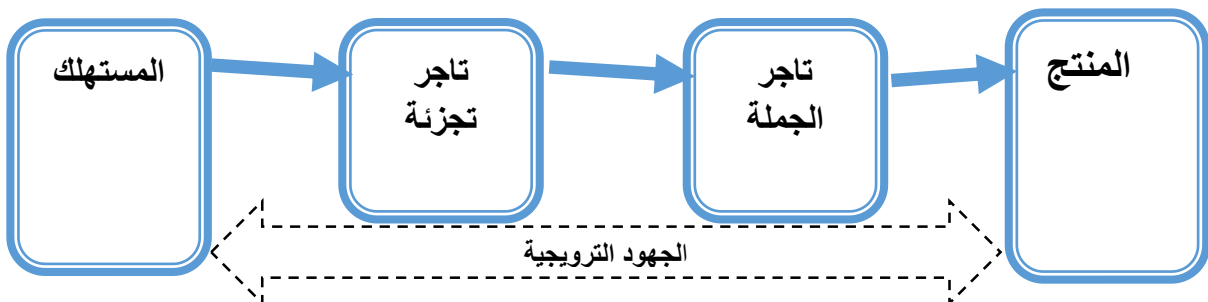 المنتج
تاجر
الجملة
تاجر
تجزئة
المستهلك
الجهود الترويجية